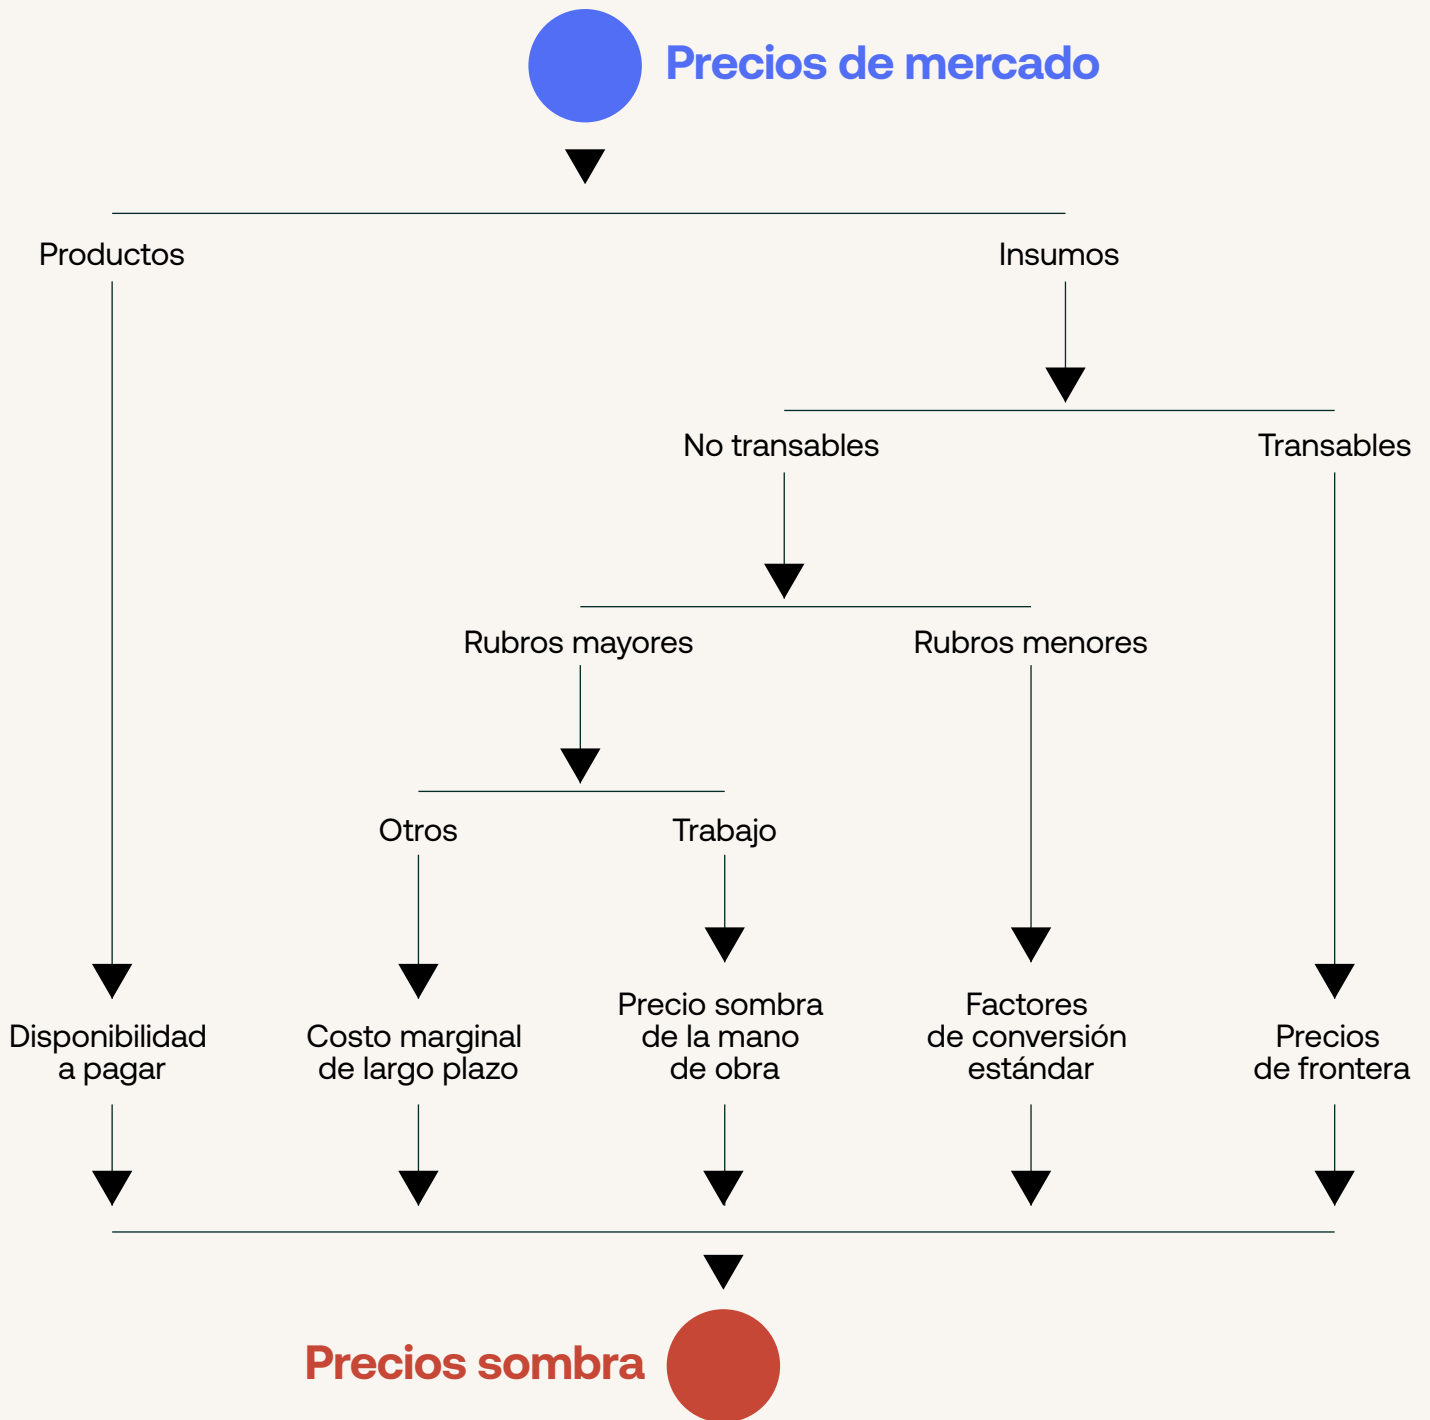 Precios de mercado
Productos
Insumos
No transables
Transables
Rubros mayores
Rubros menores
Otros
Trabajo
Disponibilidad
a pagar
Costo marginal
de largo plazo
Precio sombra
de la mano
de obra
Factores
de conversión
estándar
Precios
de frontera
Precios sombra